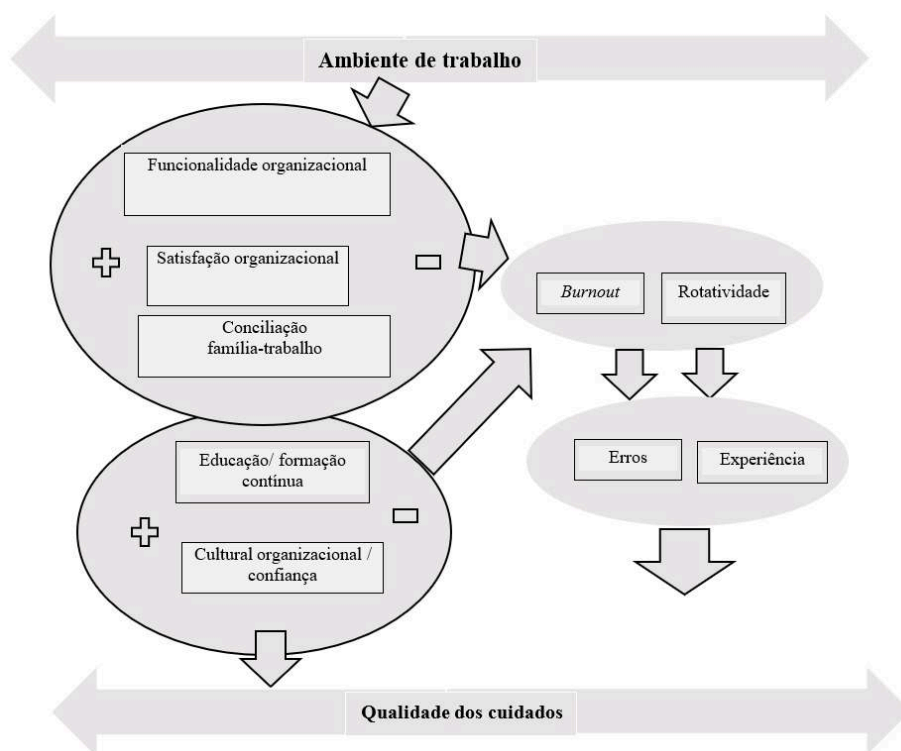 Ambiente de trabalho
Funcionalidade organizacional
Satisfação organizacional
Conciliação
família-trabalho
Burnout
Rotatividade
Educação/ formação
contínua
Cultural organizacional /
confiança
Erros
Experiência
Qualidade dos cuidados